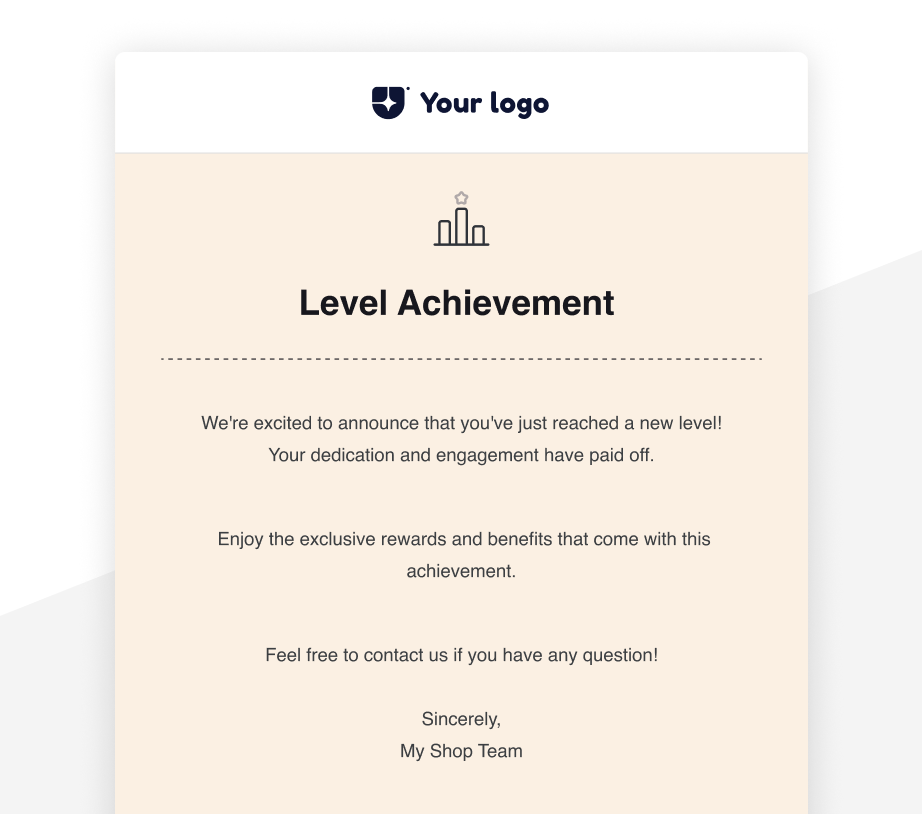 Your logo
Level Achievement
We're excited to announce that you've just reached a new level!
Your dedication and engagement have paid off.
Enjoy the exclusive rewards and benefits that come with this
achievement.
Feel free to contact us if you have any question!
Sincerely,
My Shop Team